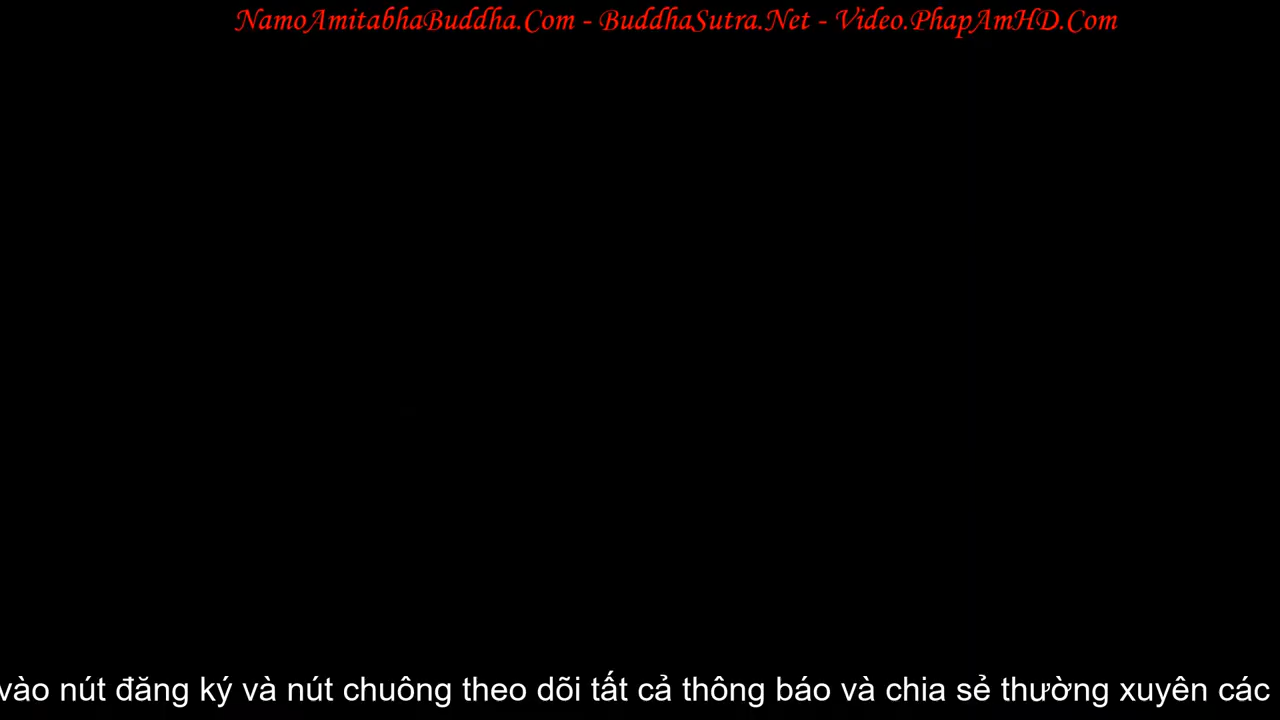 NamoAmitabhaBuddha.Com - BuddhaSutra.Net - Video.PhapAmHD.Com
vào nút đăng ký và nút chuông theo dõi tất cả thông báo và chia sẻ thường xuyên các